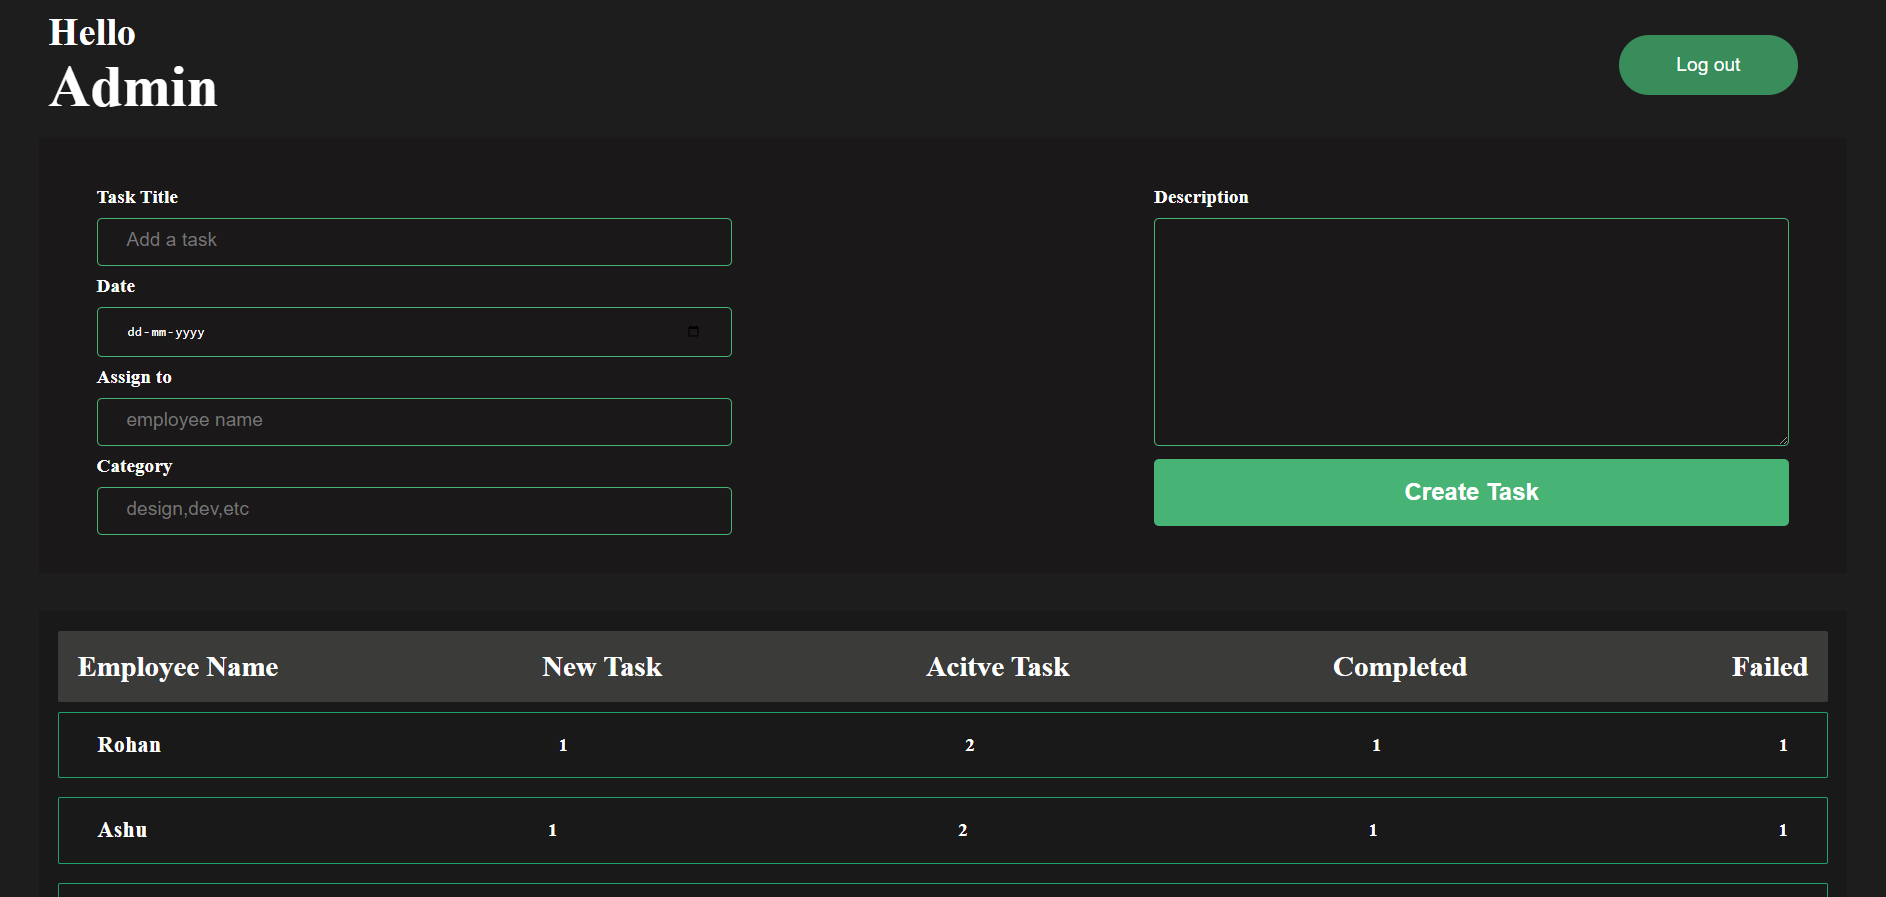 Hello
Admin
Log out
Task Title
Add a task
Date
dd-mm-yyyy
Assign to
employee name
Category
design,dev,etc
Description
Create Task
Employee Name New Task Acitve Task Completed Failed
Rohan 1 2 1 1
Ashu 1 2 1 1